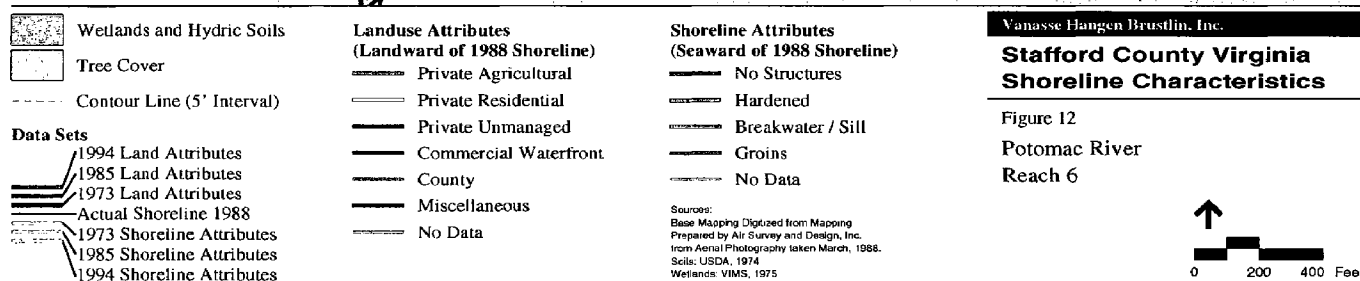 Wetlands and Hydric Soils
Tree Cover
Contour Line (5' Interval)
Data Sets
1994 Land Attributes
1985 Land Attributes
1973 Land Attributes
Actual Shoreline 1988
1973 Shoreline Attributes
1985 Shoreline Attributes
1994 Shoreline Attributes
Landuse Attributes
(Landward of 1988 Shoreline)
Private Agricultural
Private Residential
Private Unmanaged
Commercial Waterfront
County
Miscellaneous
No Data
Shoreline Attributes
(Seaward of 1988 Shoreline)
No Structures
Hardened
Breakwater / Sill
Groins
No Data
Sources:
Base Mapping Digitized from Mapping
Prepared by Air Survey and Design, Inc.
from Aerial Photography taken March, 1988.
Soils: USDA, 1974
Wetlands: VIMS, 1975
Vanasse Hangen Brustlin, Inc.
Stafford County Virginia
Shoreline Characteristics
Figure 12
Potomac River
Reach 6
0 200 400 Fee